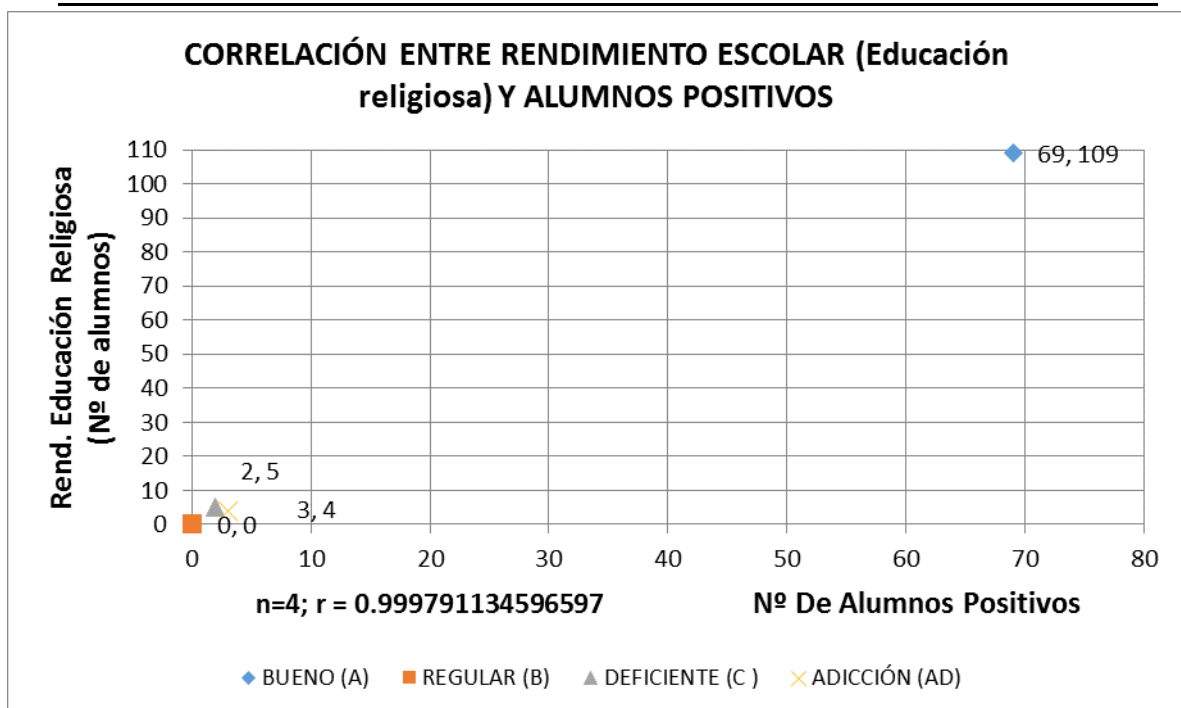 CORRELACIÓN ENTRE RENDIMIENTO ESCOLAR (Educación
religiosa) Y ALUMNOS POSITIVOS
Rend. Educación Religiosa
(Nº de alumnos)
110
100
90
80
70
60
50
40
30
20
10
0
69, 109
2, 5
3, 4
0, 0
0 10 20 30 40 50 60 70 80
n=4; r = 0.999791134596597 Nº De Alumnos Positivos
BUENO (A) REGULAR (B) DEFICIENTE (C ) ADICCIÓN (AD)